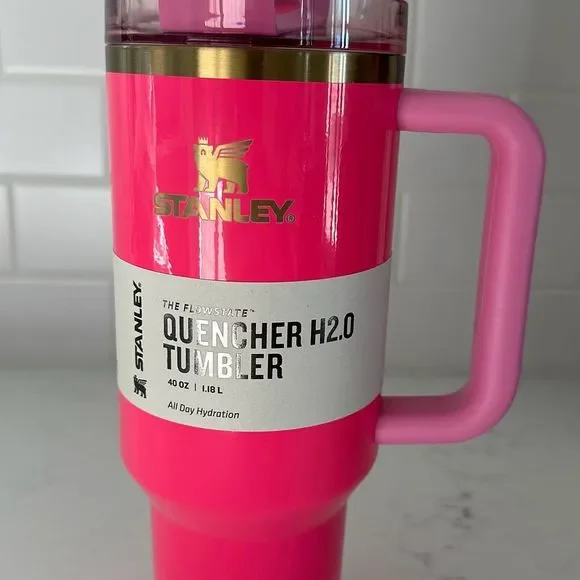 STANLEY®
STANLEY®
THE FLOWSTATE™
QUENCHER H2.0
TUMBLER
40 OZ | 1.18 L
All Day Hydration